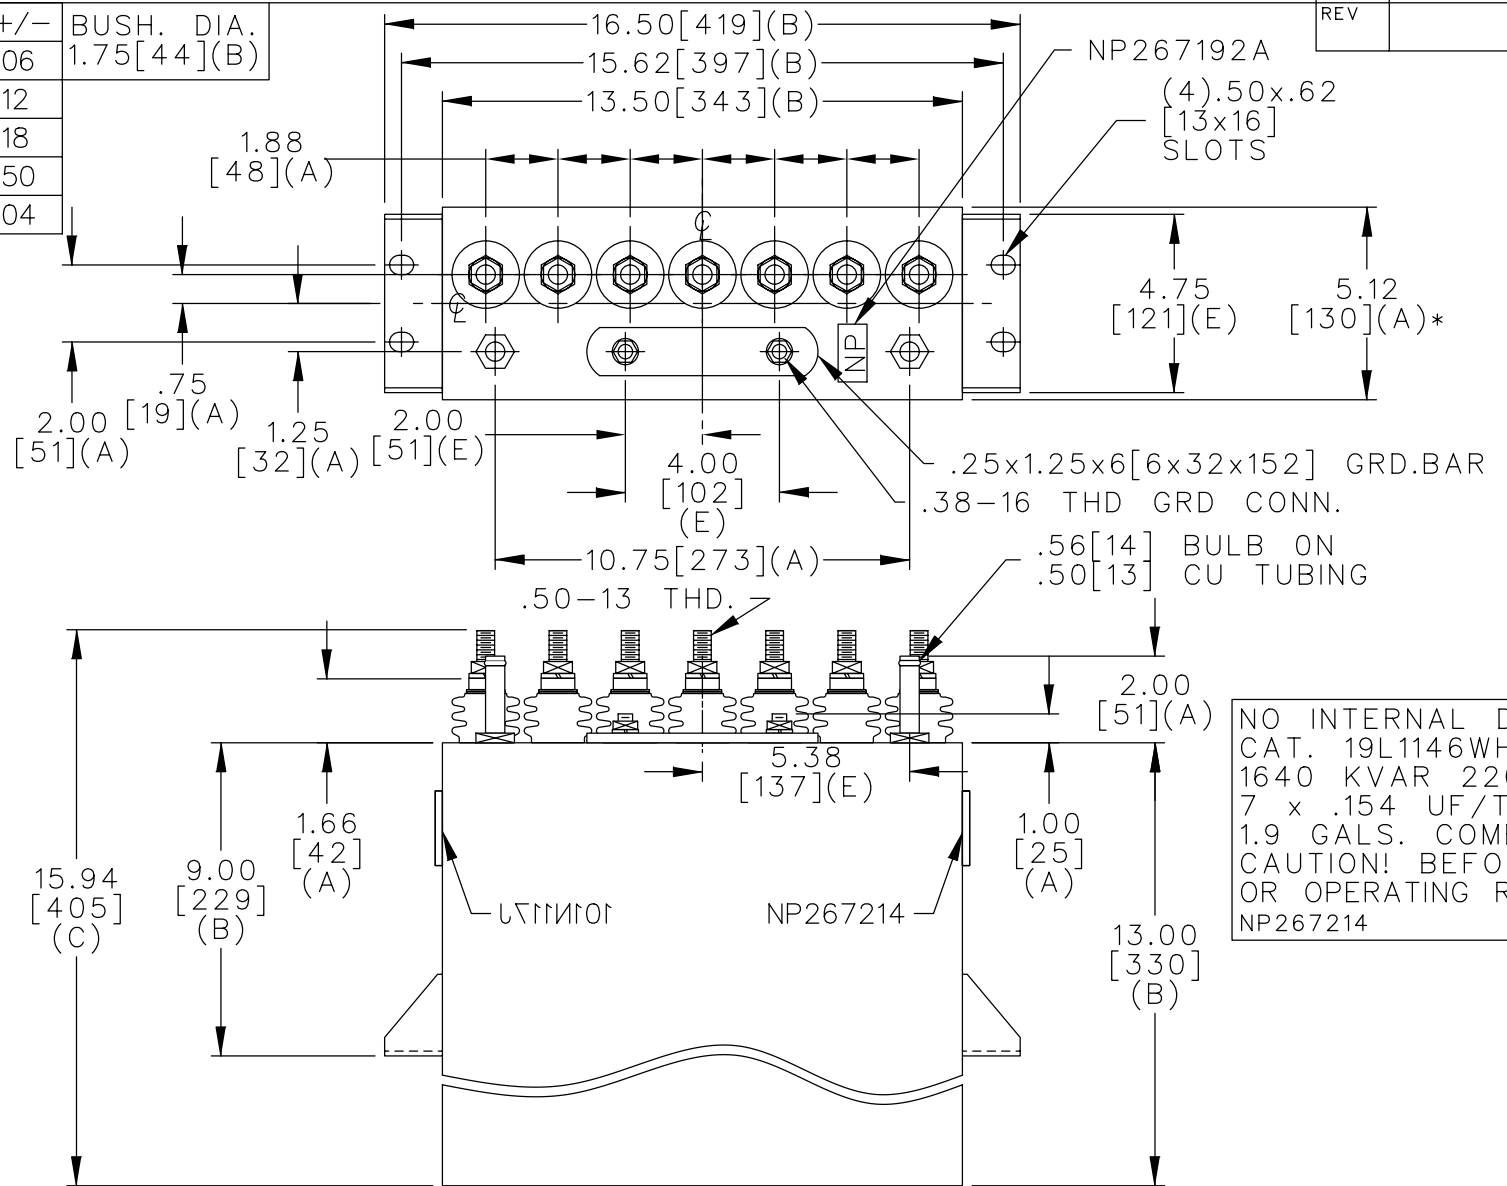 +/-
06
12
18
50
04
BUSH. DIA.
1.75[44](B)
16.50[419](B)
15.62[397](B)
13.50[343](B)
REV
NP267192A
(4).50x.62
[13x16]
SLOTS
1.88
[48](A)
℄
℄
NP
4.75
[121](E)
5.12
[130](A)*
2.00
[51](A)
.75
[19](A)
1.25
[32](A)
2.00
[51](E)
4.00
[102]
(E)
.25x1.25x6[6x32x152] GRD.BAR
.38-16 THD GRD CONN.
10.75[273](A)
.56[14] BULB ON
.50[13] CU TUBING
.50-13 THD.
2.00
[51](A)
5.38
[137](E)
1.66
[42]
(A)
1.00
[25]
(A)
15.94
[405]
(C)
9.00
[229]
(B)
101N117J
NP267214
13.00
[330]
(B)
NO INTERNAL
CAT. 19L1146WH
1640 KVAR
7 x .154 UF/
1.9 GALS.
CAUTION!
OR OPERATING
NP267214